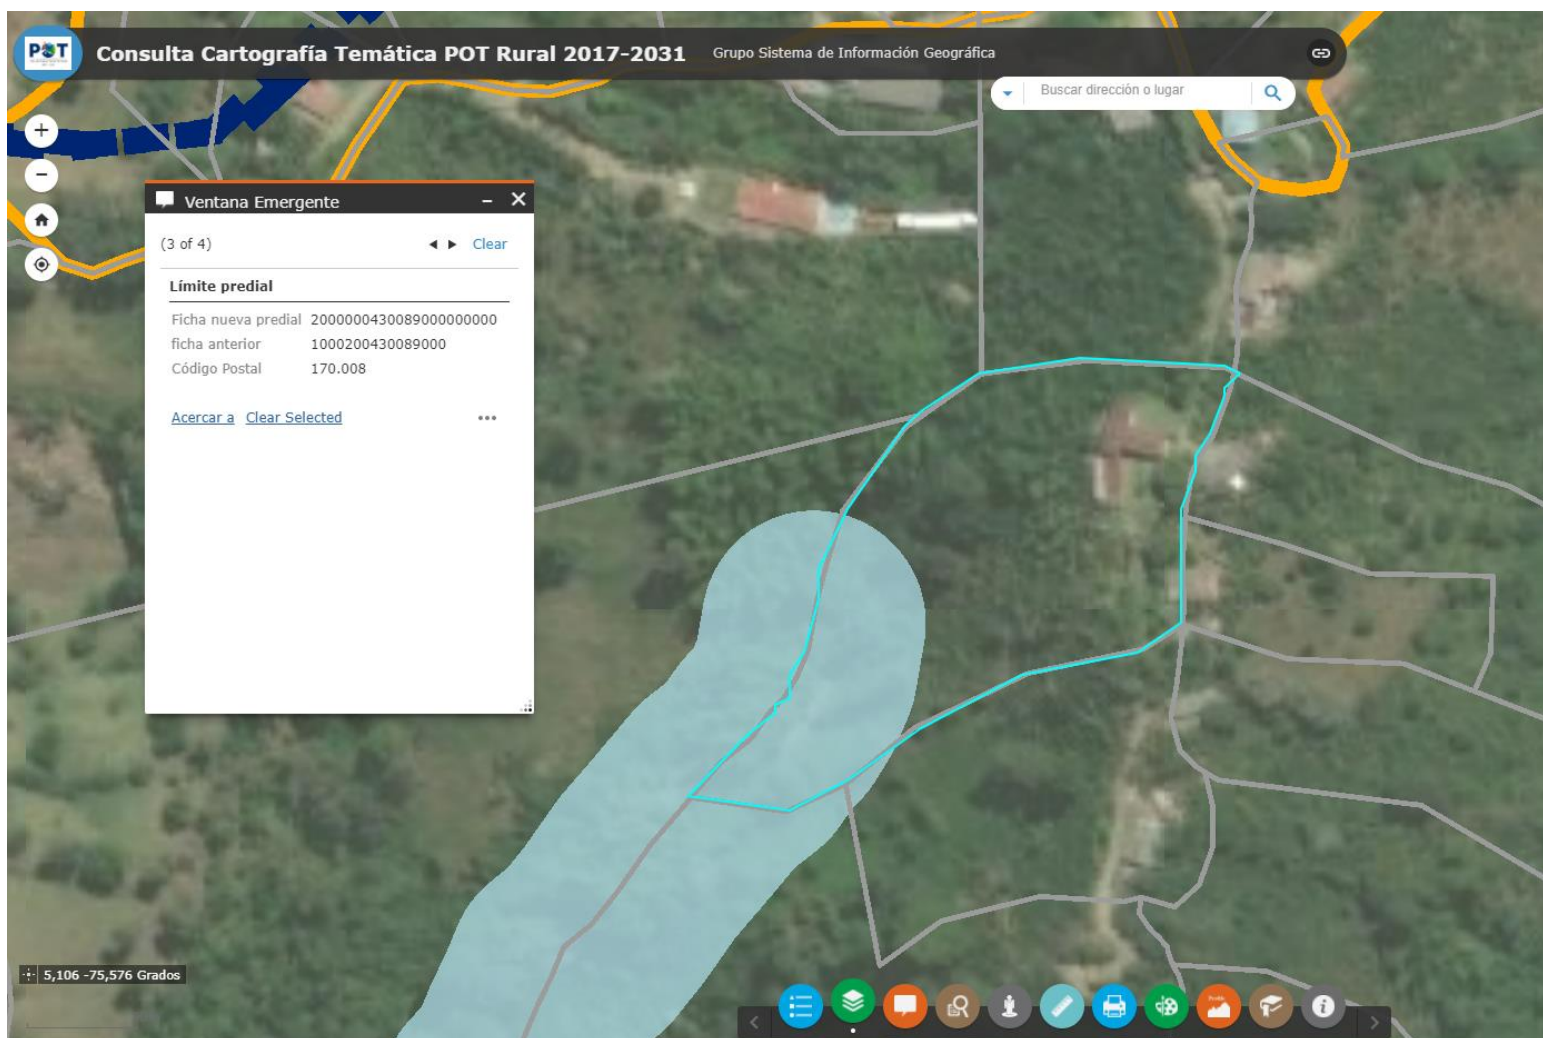 POT
Consulta Cartografía Temática POT Rural 2017-2031
Grupo Sistema de Información Geográfica
Buscar dirección o lugar
Ventana Emergente
(3 of 4)
Clear
Límite predial
Ficha nueva predial 2000000430089000000000
ficha anterior 1000200430089000
Código Postal 170.008
Acercar a Clear Selected
5,106 -75,576 Grados